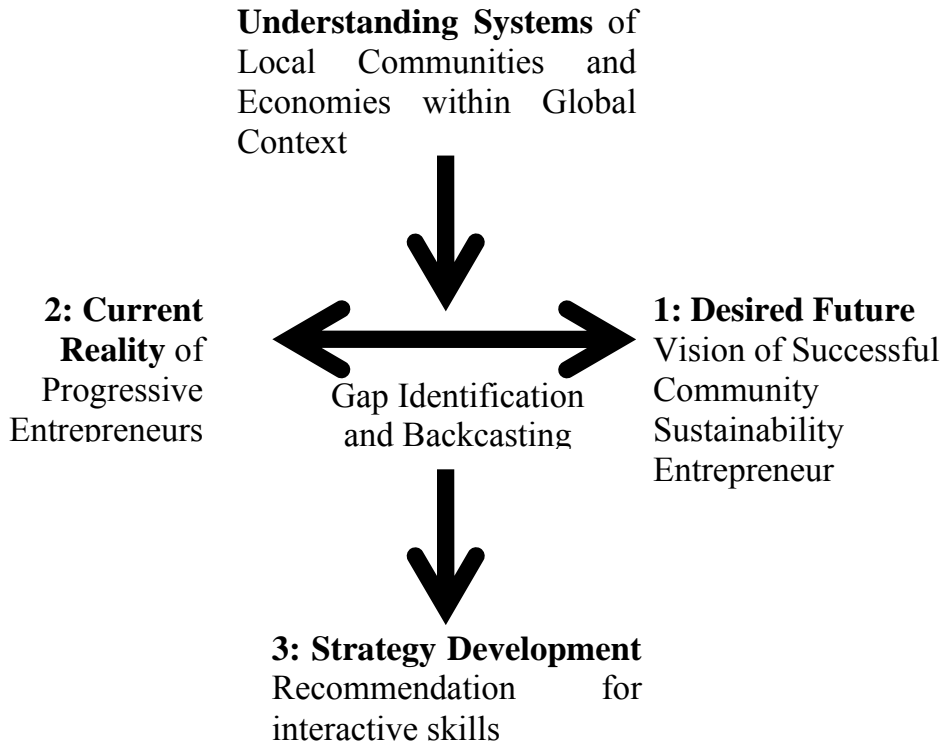 Understanding Systems of
Local Communities and
Economies within Global
Context
2: Current
Reality of
Progressive
Entrepreneurs
Gap Identification
and Backcasting
1: Desired Future
Vision of Successful
Community
Sustainability
Entrepreneur
3: Strategy Development
Recommendation for
interactive skills